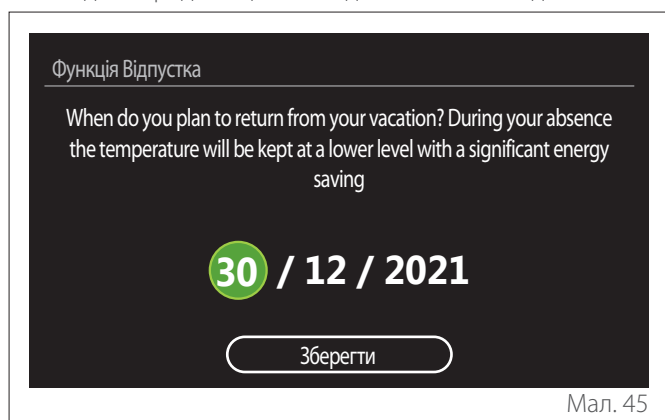 Функція Відпустка
When do you plan to return from your vacation? During your absence
the temperature will be kept at a lower level with a significant energy
saving
30 / 12 / 2021
Зберегти
Мал. 45